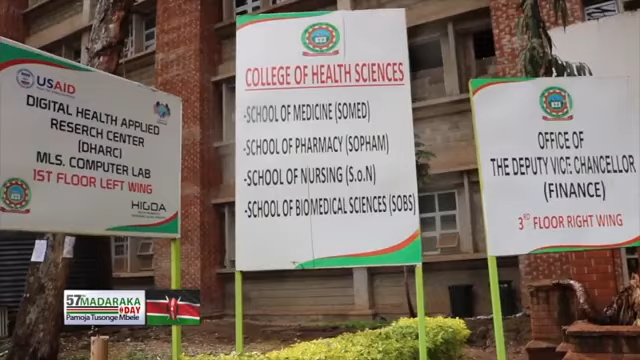 USAID
DIGITAL HEALTH APPLIED
RESERCH CENTER
(DHARC)
MLS. COMPUTER LAB
1ST FLOOR LEFT WING
HIGDA
COLLEGE OF HEALTH SCIENCES
-SCHOOL OF MEDICINE (SOMED)
-SCHOOL OF PHARMACY (SOPHAM)
-SCHOOL OF NURSING (S.o.N)
-SCHOOL OF BIOMEDICAL SCIENCES (SOBS)
OFFICE OF
THE DEPUTY VICE CHANCELLOR
(FINANCE)
3RD FLOOR RIGHT WING
57th MADARAKA
DAY
Pamoja Tusonge Mbele